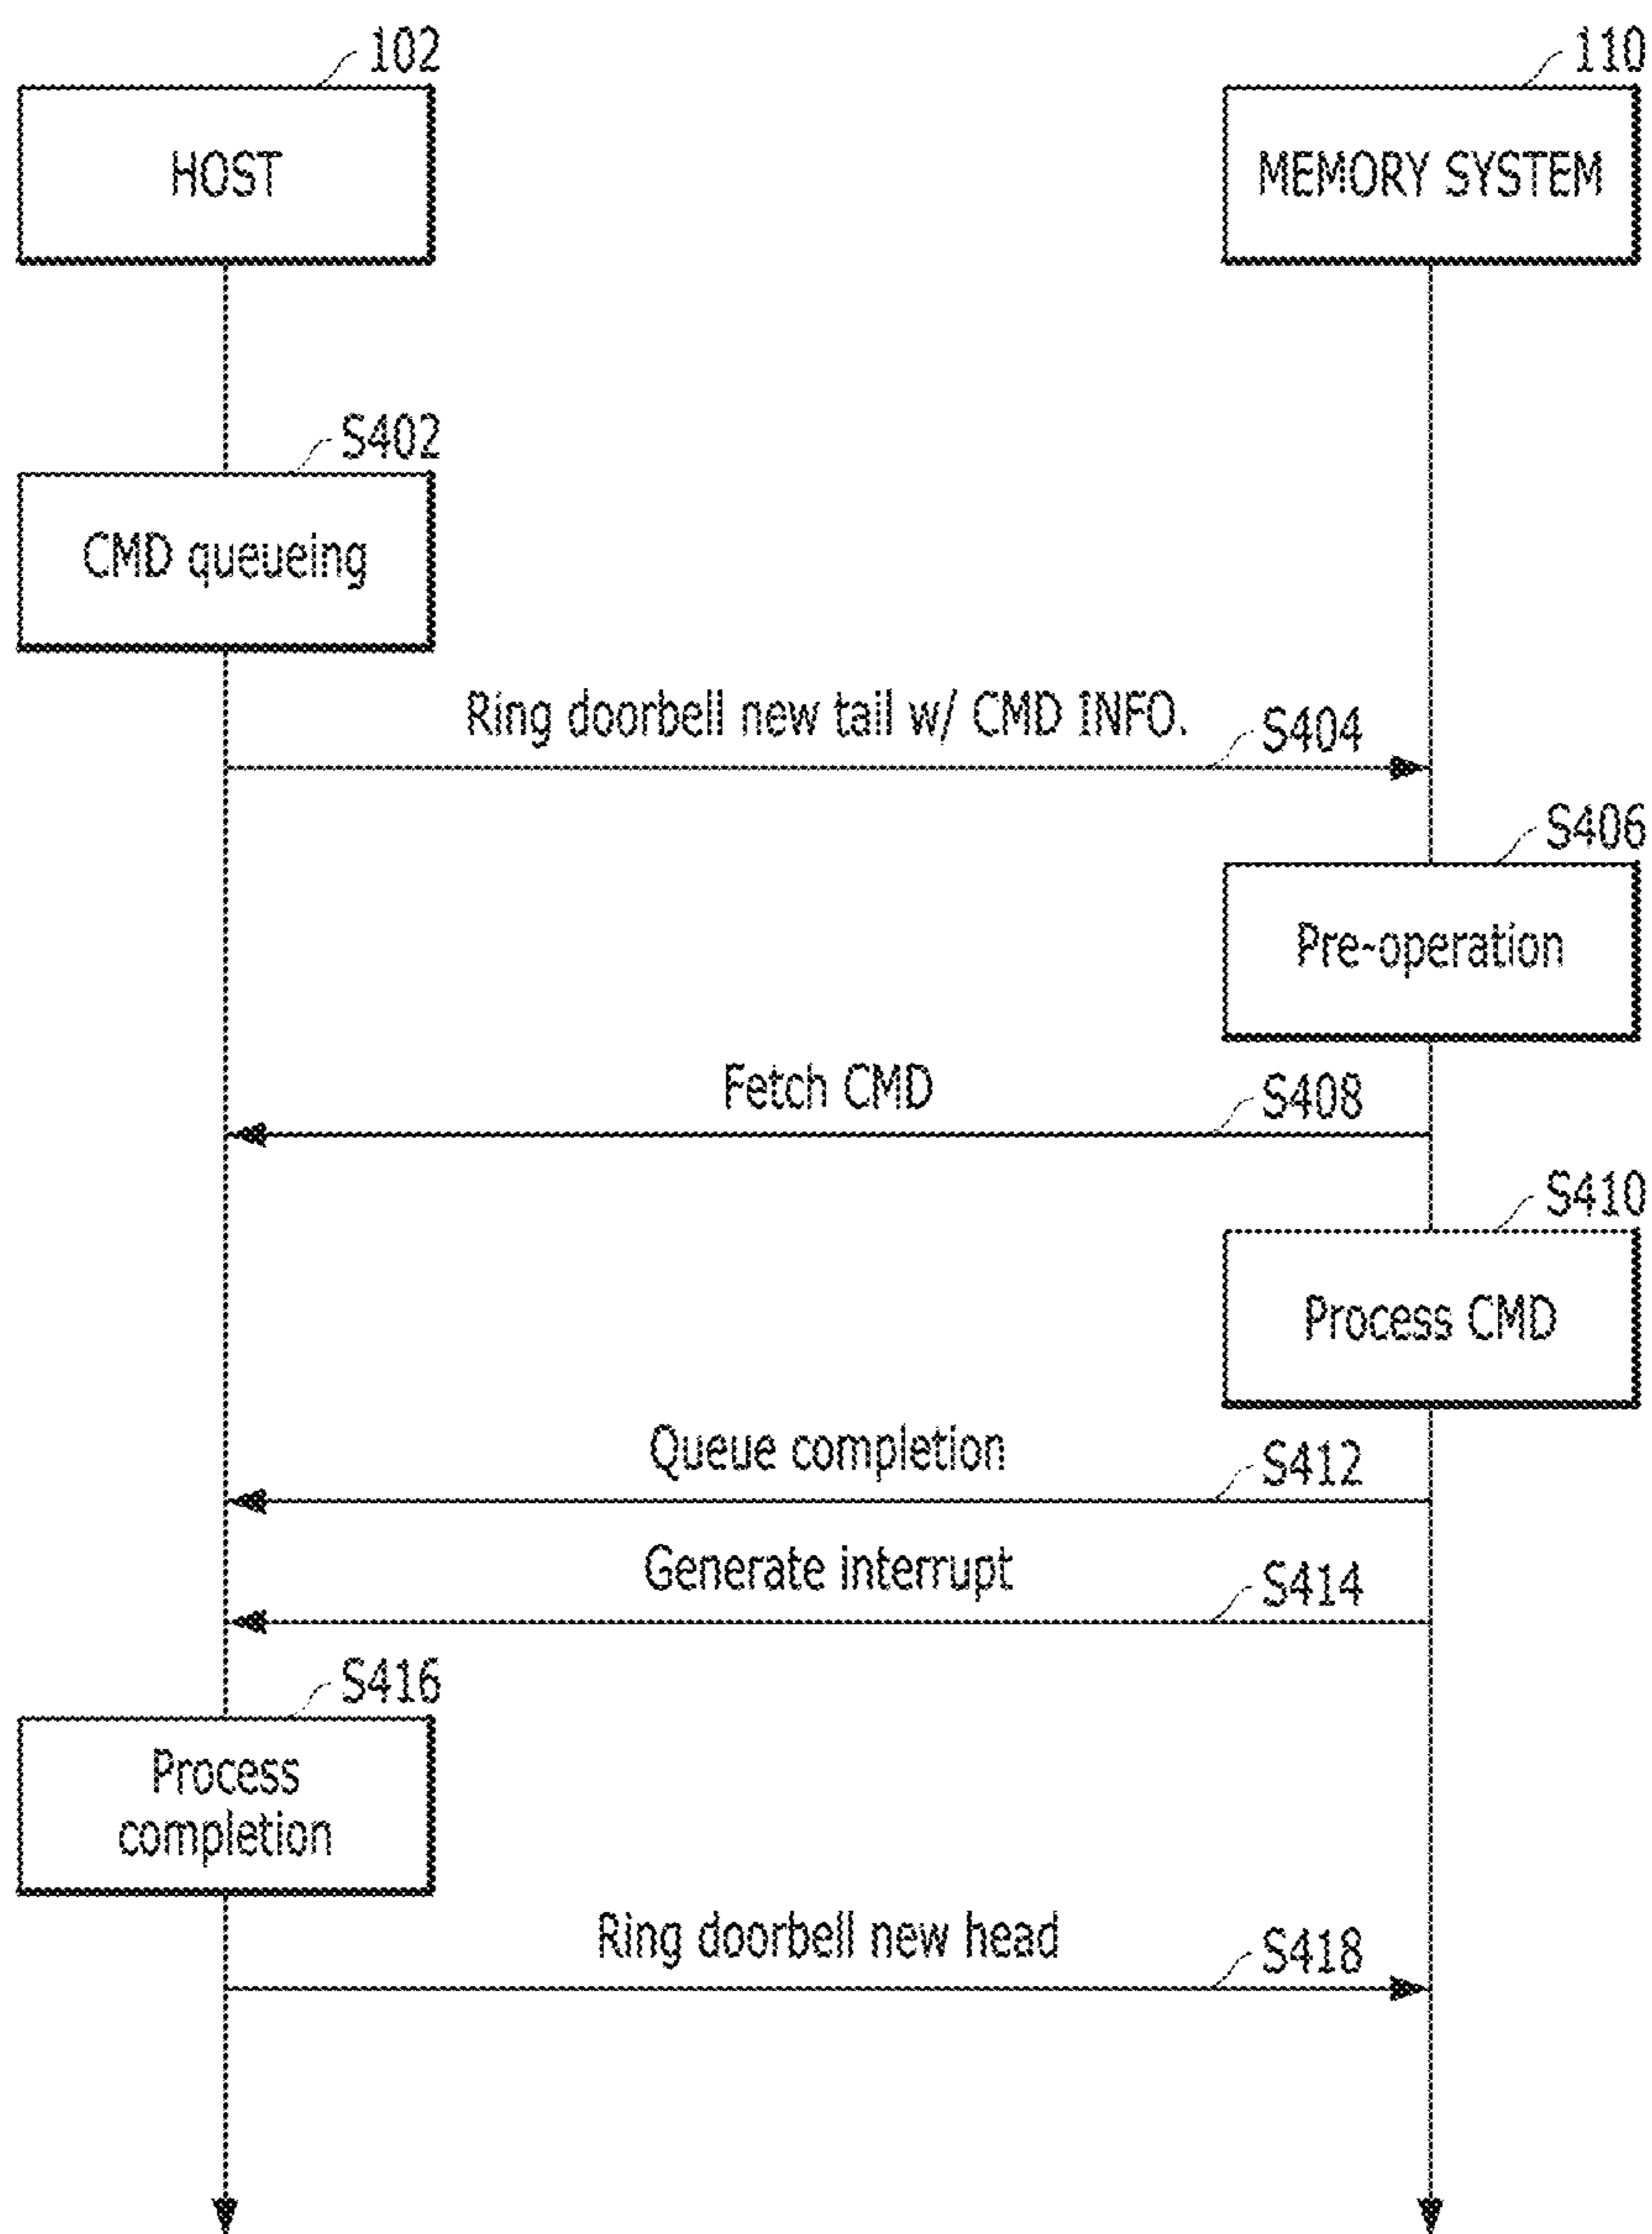 102
110
HOST
MEMORY SYSTEM
S402
CMD queueing
Ring doorbell new tail w/ CMD INFO.
S404
S406
Pre-operation
Fetch CMD
S408
S410
Process CMD
Queue completion
S412
Generate interrupt
S414
S416
Process
completion
Ring doorbell new head
S418